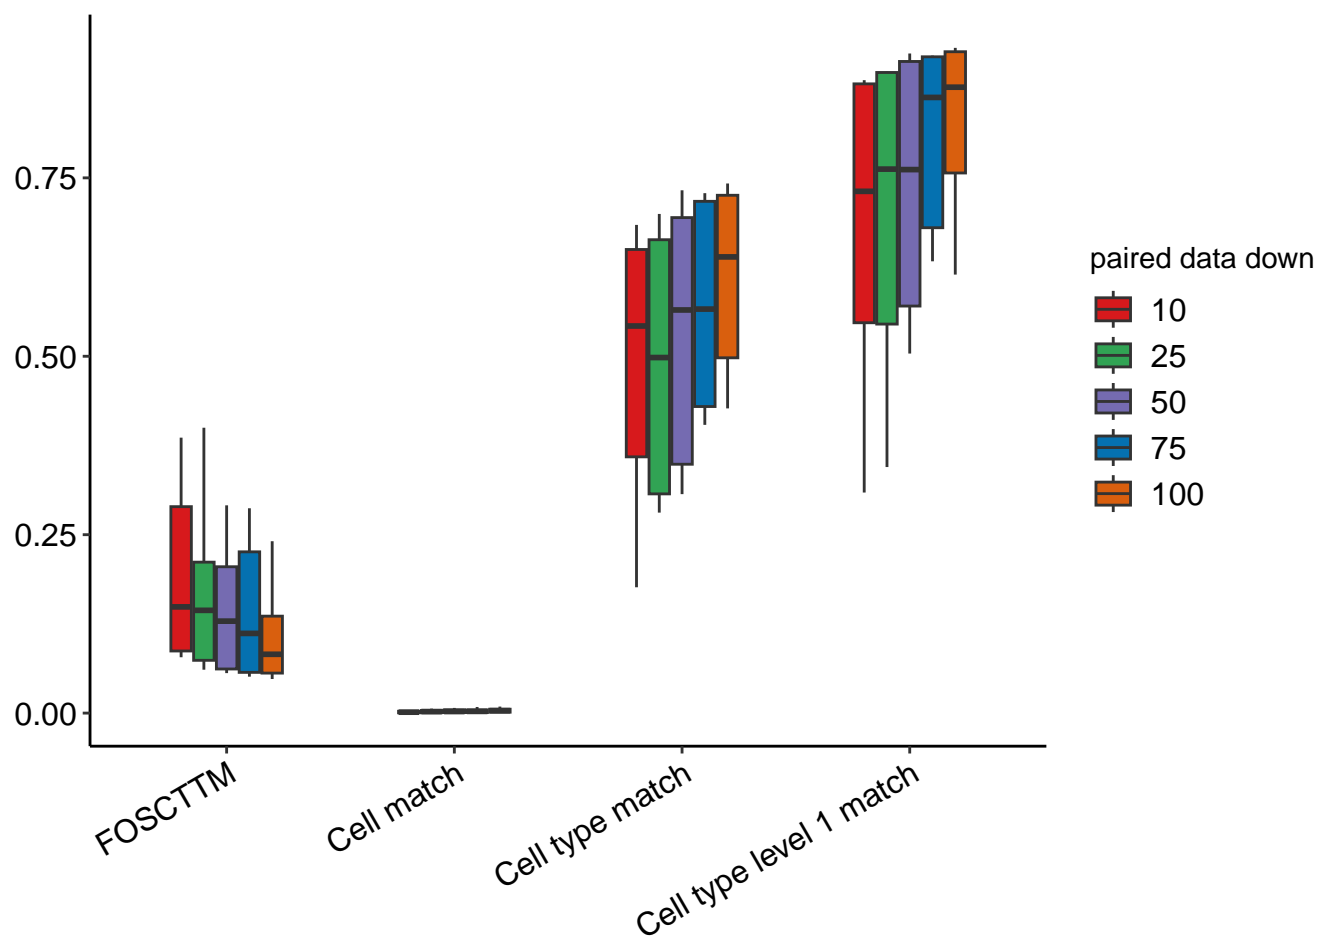 0.75
0.50
0.25
0.00
FOSCTTM
Cell match
Cell type match
Cell type level 1 match
paired data down
10
25
50
75
100